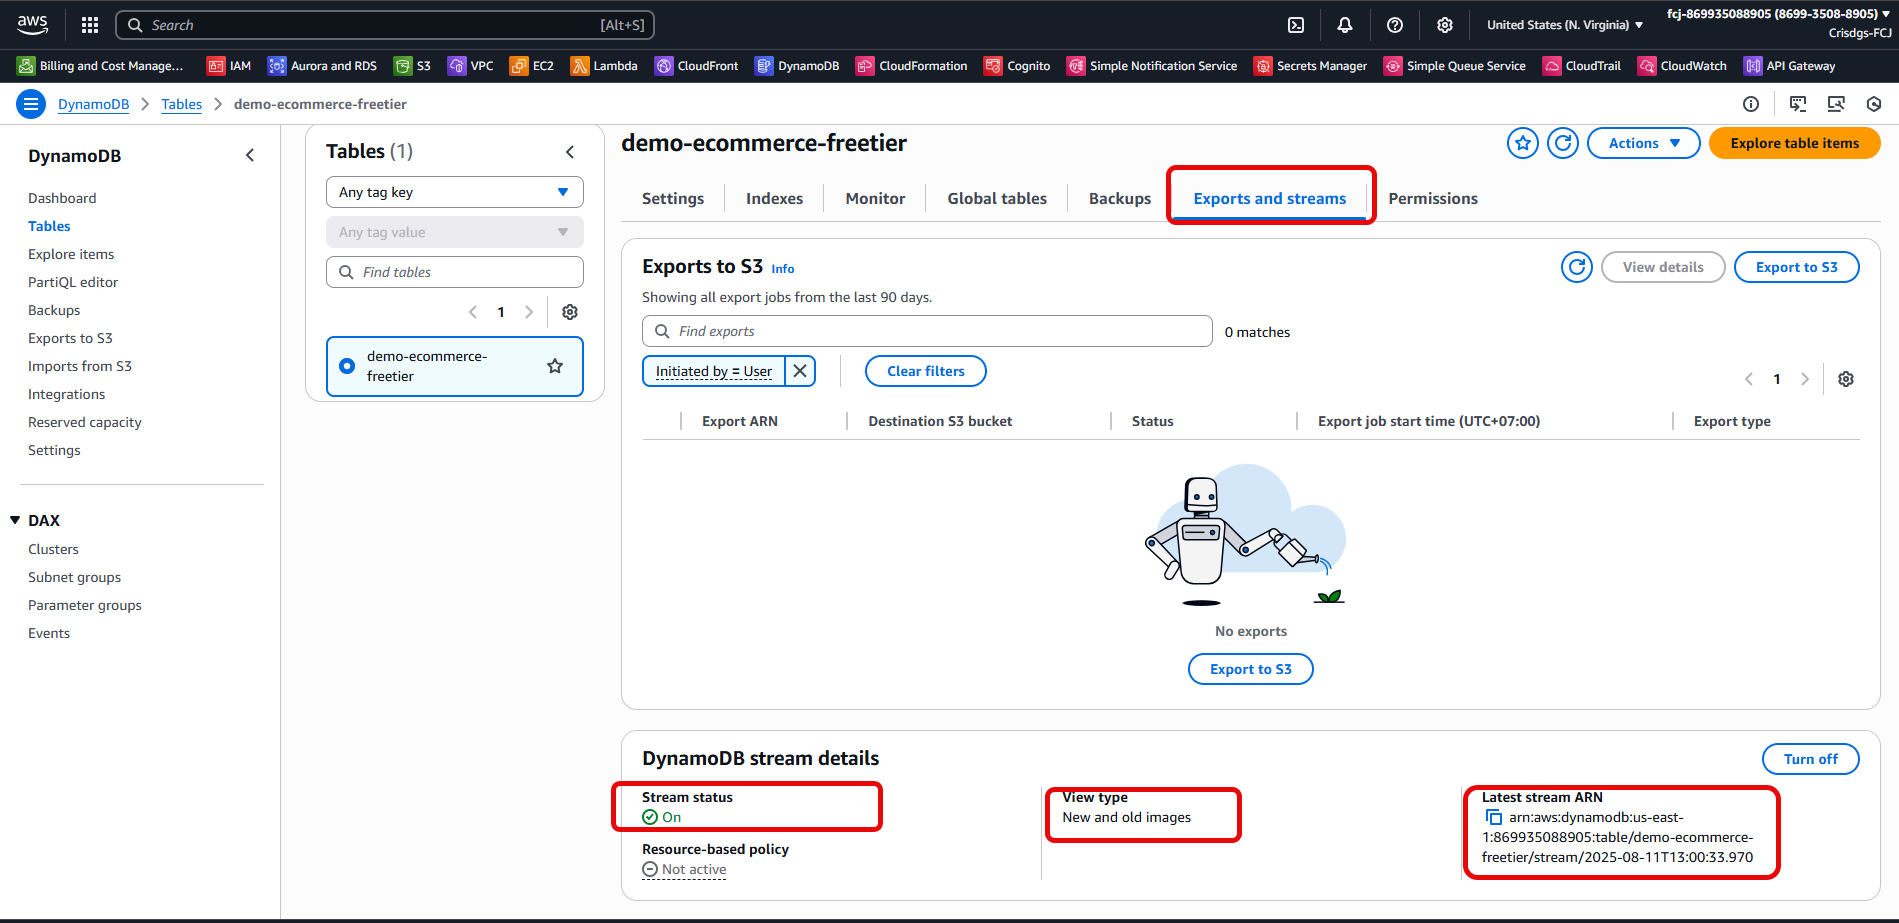 aws
Search [Alt+S]
United States (N. Virginia)
fcj-869935088905 (8699-3508-8905)
Crisdgs-FCJ
Billing and Cost Manage...
IAM
Aurora and RDS
S3
VPC
EC2
Lambda
CloudFront
DynamoDB
CloudFormation
Cognito
Simple Notification Service
Secrets Manager
Simple Queue Service
CloudTrail
CloudWatch
API Gateway
DynamoDB
Tables
demo-ecommerce-freetier
DynamoDB
Dashboard
Tables
Explore items
PartiQL editor
Backups
Exports to S3
Imports from S3
Integrations
Reserved capacity
Settings
DAX
Clusters
Subnet groups
Parameter groups
Events
Tables (1)
Any tag key
Any tag value
Find tables
1
demo-ecommerce-
freetier
demo-ecommerce-freetier
Actions
Explore table items
Settings
Indexes
Monitor
Global tables
Backups
Exports and streams
Permissions
Exports to S3 Info
View details
Export to S3
Showing all export jobs from the last 90 days.
Find exports
0 matches
Initiated by = User
Clear filters
1
Export ARN
Destination S3 bucket
Status
Export job start time (UTC+07:00)
Export type
No exports
Export to S3
DynamoDB stream details
Turn off
Stream status
On
Resource-based policy
Not active
View type
New and old images
Latest stream ARN
arn:aws:dynamodb:us-east-
1:869935088905:table/demo-ecommerce-
freetier/stream/2025-08-11T13:00:33.970